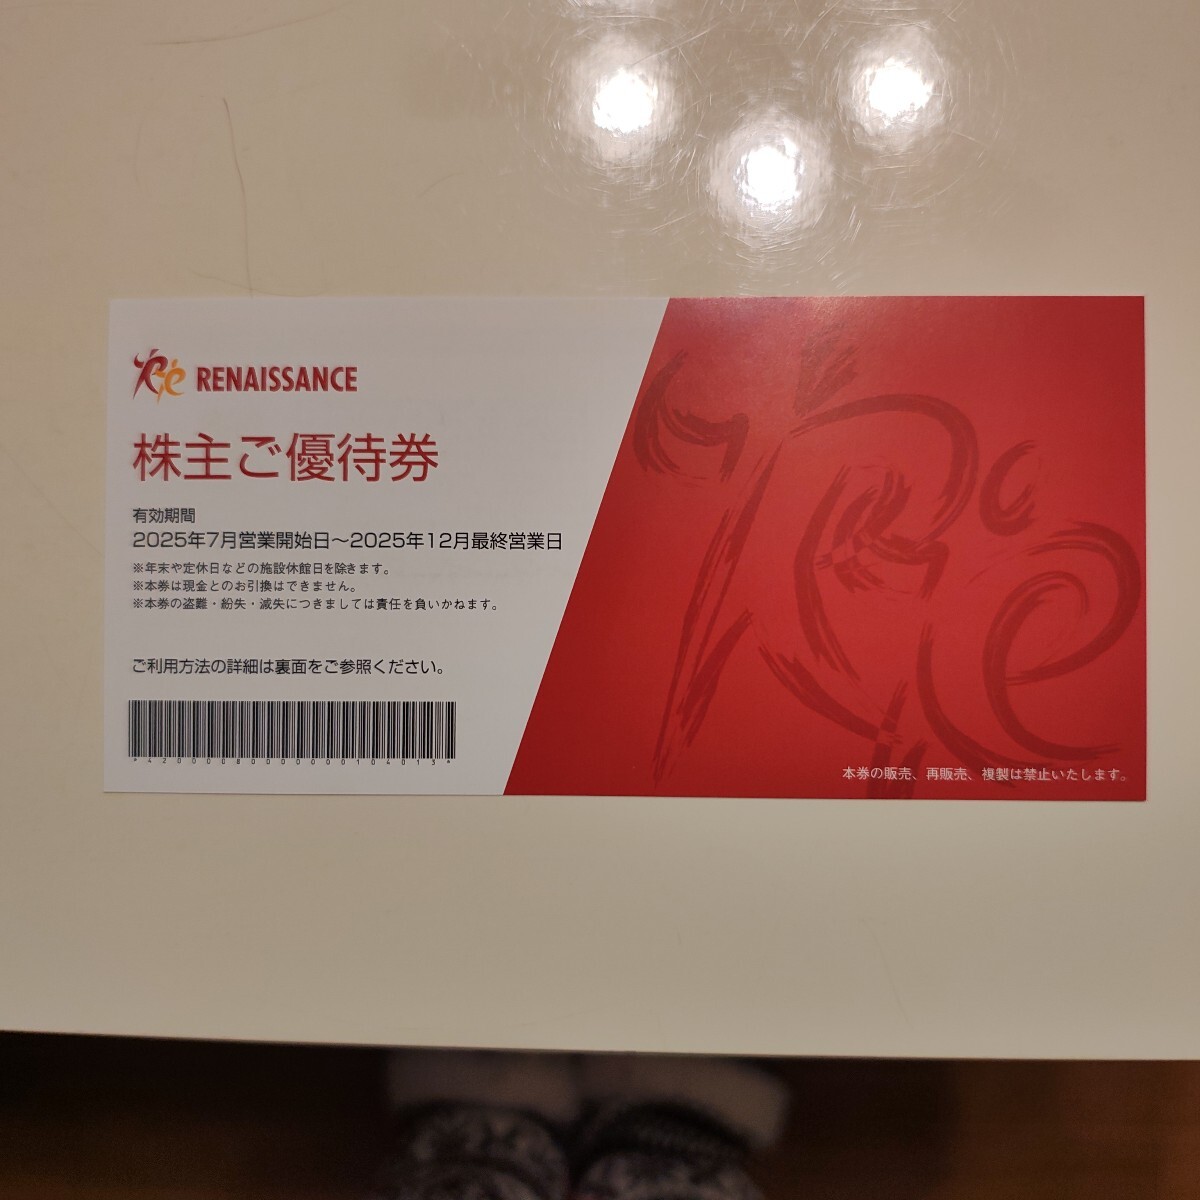 RENAISSANCE
株主ご優待券
有効期間
2025年7月営業開始日〜2025年12月最終営業日
※年末や定休日などの施設休館日を除きます。
※本券は現金とのお引換はできません。
※本券の盗難・紛失・滅失につきましては責任を負いかねます。
ご利用方法の詳細は裏面をご参照ください。
*4200008000000104013*
本券の販売、再販売、複製は禁止いたします。